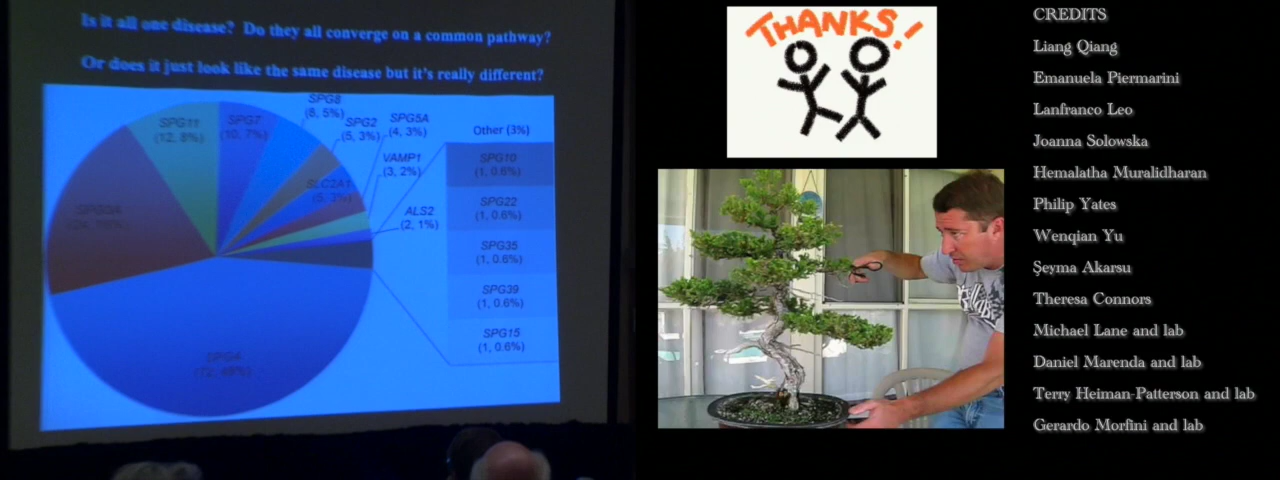 Is it all one disease? Do they all converge on a common pathway?
Or does it just look like the same disease but it's really different?
SPG11
(12, 8%)
SPG7
(10, 7%)
SPG8
(6, 5%)
SPG2
(5, 3%)
SPG5A
(4, 3%)
VAMP1
(3, 2%)
SLC2A1
(5, 3%)
ALS2
(2, 1%)
SPG4
Other (3%)
SPG10
(1, 0.6%)
SPG22
(1, 0.6%)
SPG35
(1, 0.6%)
SPG39
(1, 0.6%)
SPG15
(1, 0.6%)
THANKS!
CREDITS
Liang Qiang
Emanuela Piermarini
Lanfranco Leo
Joanna Solowska
Hemalatha Muralidharan
Philip Yates
Wenqian Yu
Şeyma Akarsu
Theresa Connors
Michael Lane and lab
Daniel Marenda and lab
Terry Heiman-Patterson and lab
Gerardo Morfini and lab